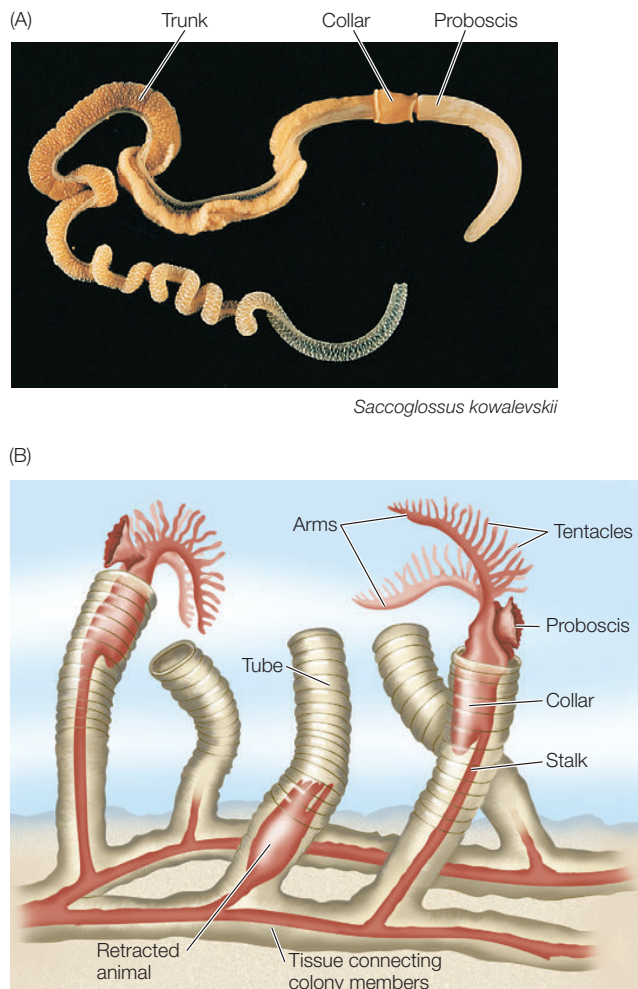 (A)
Trunk
Collar
Proboscis
Saccoglossus kowalevskii
(B)
Arms
Tentacles
Proboscis
Tube
Collar
Stalk
Retracted
animal
Tissue connecting
colony members